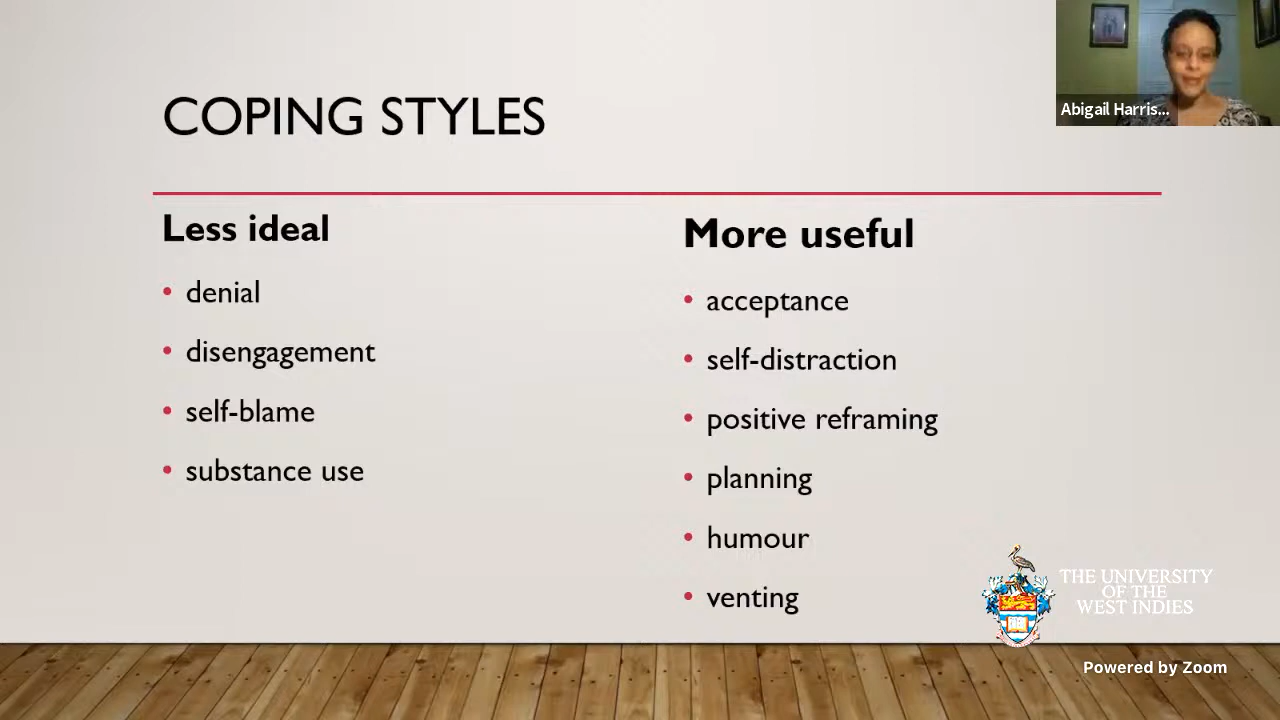 Abigail Harris...
COPING STYLES
Less ideal
• denial
• disengagement
• self-blame
• substance use
More useful
• acceptance
• self-distraction
• positive reframing
• planning
• humour
• venting
THE UNIVERSITY
OF THE
WEST INDIES
Powered by Zoom